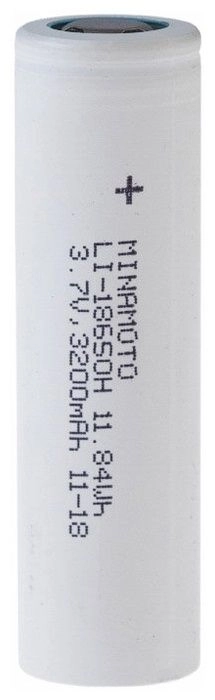 +
MINAMOTO
LI-18650H 11.84Wh
3.7V,3200mAh 11-18